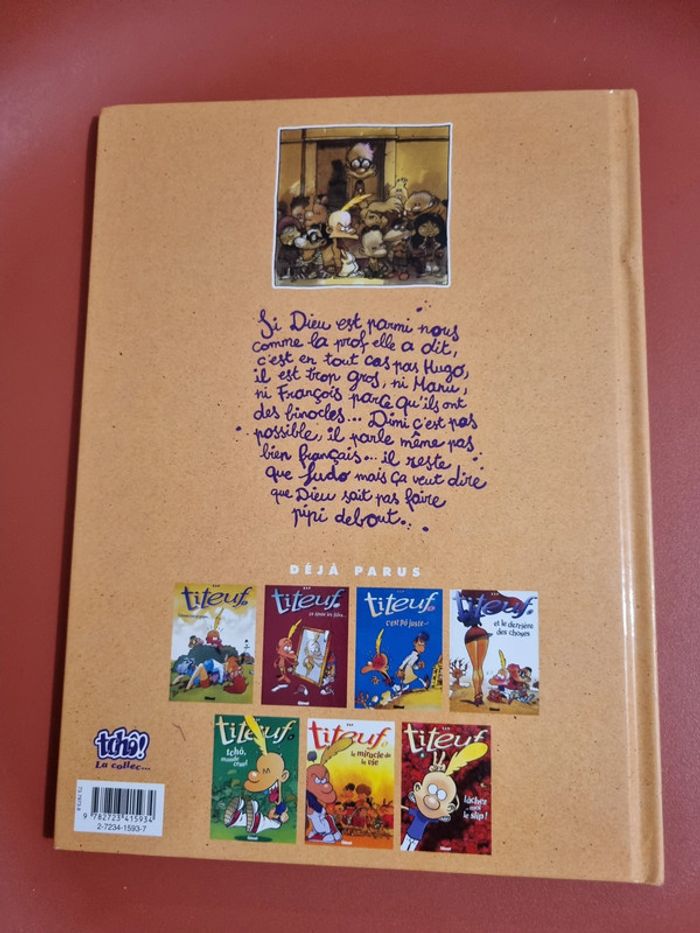 Si Dieu est parmi nous
comme la prof elle a dit,
c'est en tout cas pas Hugo,
il est trop gros, ni Manu,
ni François parce qu'ils ont
des binocles... Dimi c'est pas
possible, il parle même pas
bien français... il reste
que Ludo mais ça veut dire
que Dieu sait pas faire
pipi debout...
DÉJÀ PARUS
titeuf
titeuf
ça épate les filles...
titeuf
c'est pô juste...
titeuf
et le derrière
des choses
titeuf
tchô,
monde cruel
titeuf
le miracle de
la vie
titeuf
lâchez
moi
le slip !
tchô!
La collec...
9 782723 415934
2-7234-1593-7